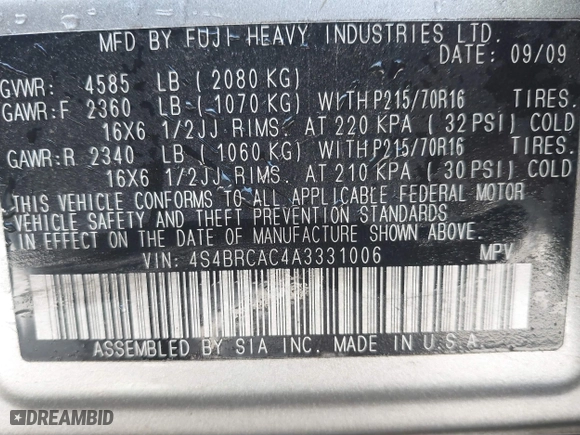 MFD BY FUJI HEAVY INDUSTRIES LTD.
DATE: 09/09
GVWR: 4585 LB (2080 KG)
GAWR:F 2360 LB (1070 KG) WITH P215/70R16 TIRES.
16X6 1/2JJ RIMS. AT 220 KPA (32 PSI) COLD
GAWR:R 2340 LB (1060 KG) WITH P215/70R16 TIRES.
16X6 1/2JJ RIMS. AT 210 KPA (30 PSI) COLD
THIS VEHICLE CONFORMS TO ALL APPLICABLE FEDERAL MOTOR
VEHICLE SAFETY AND THEFT PREVENTION STANDARDS
IN EFFECT ON THE DATE OF MANUFACTURE SHOWN ABOVE.
VIN: 4S4BRCAC4A3331006 MPV
ASSEMBLED BY SIA INC. MADE IN U.S.A.
DREAMBID